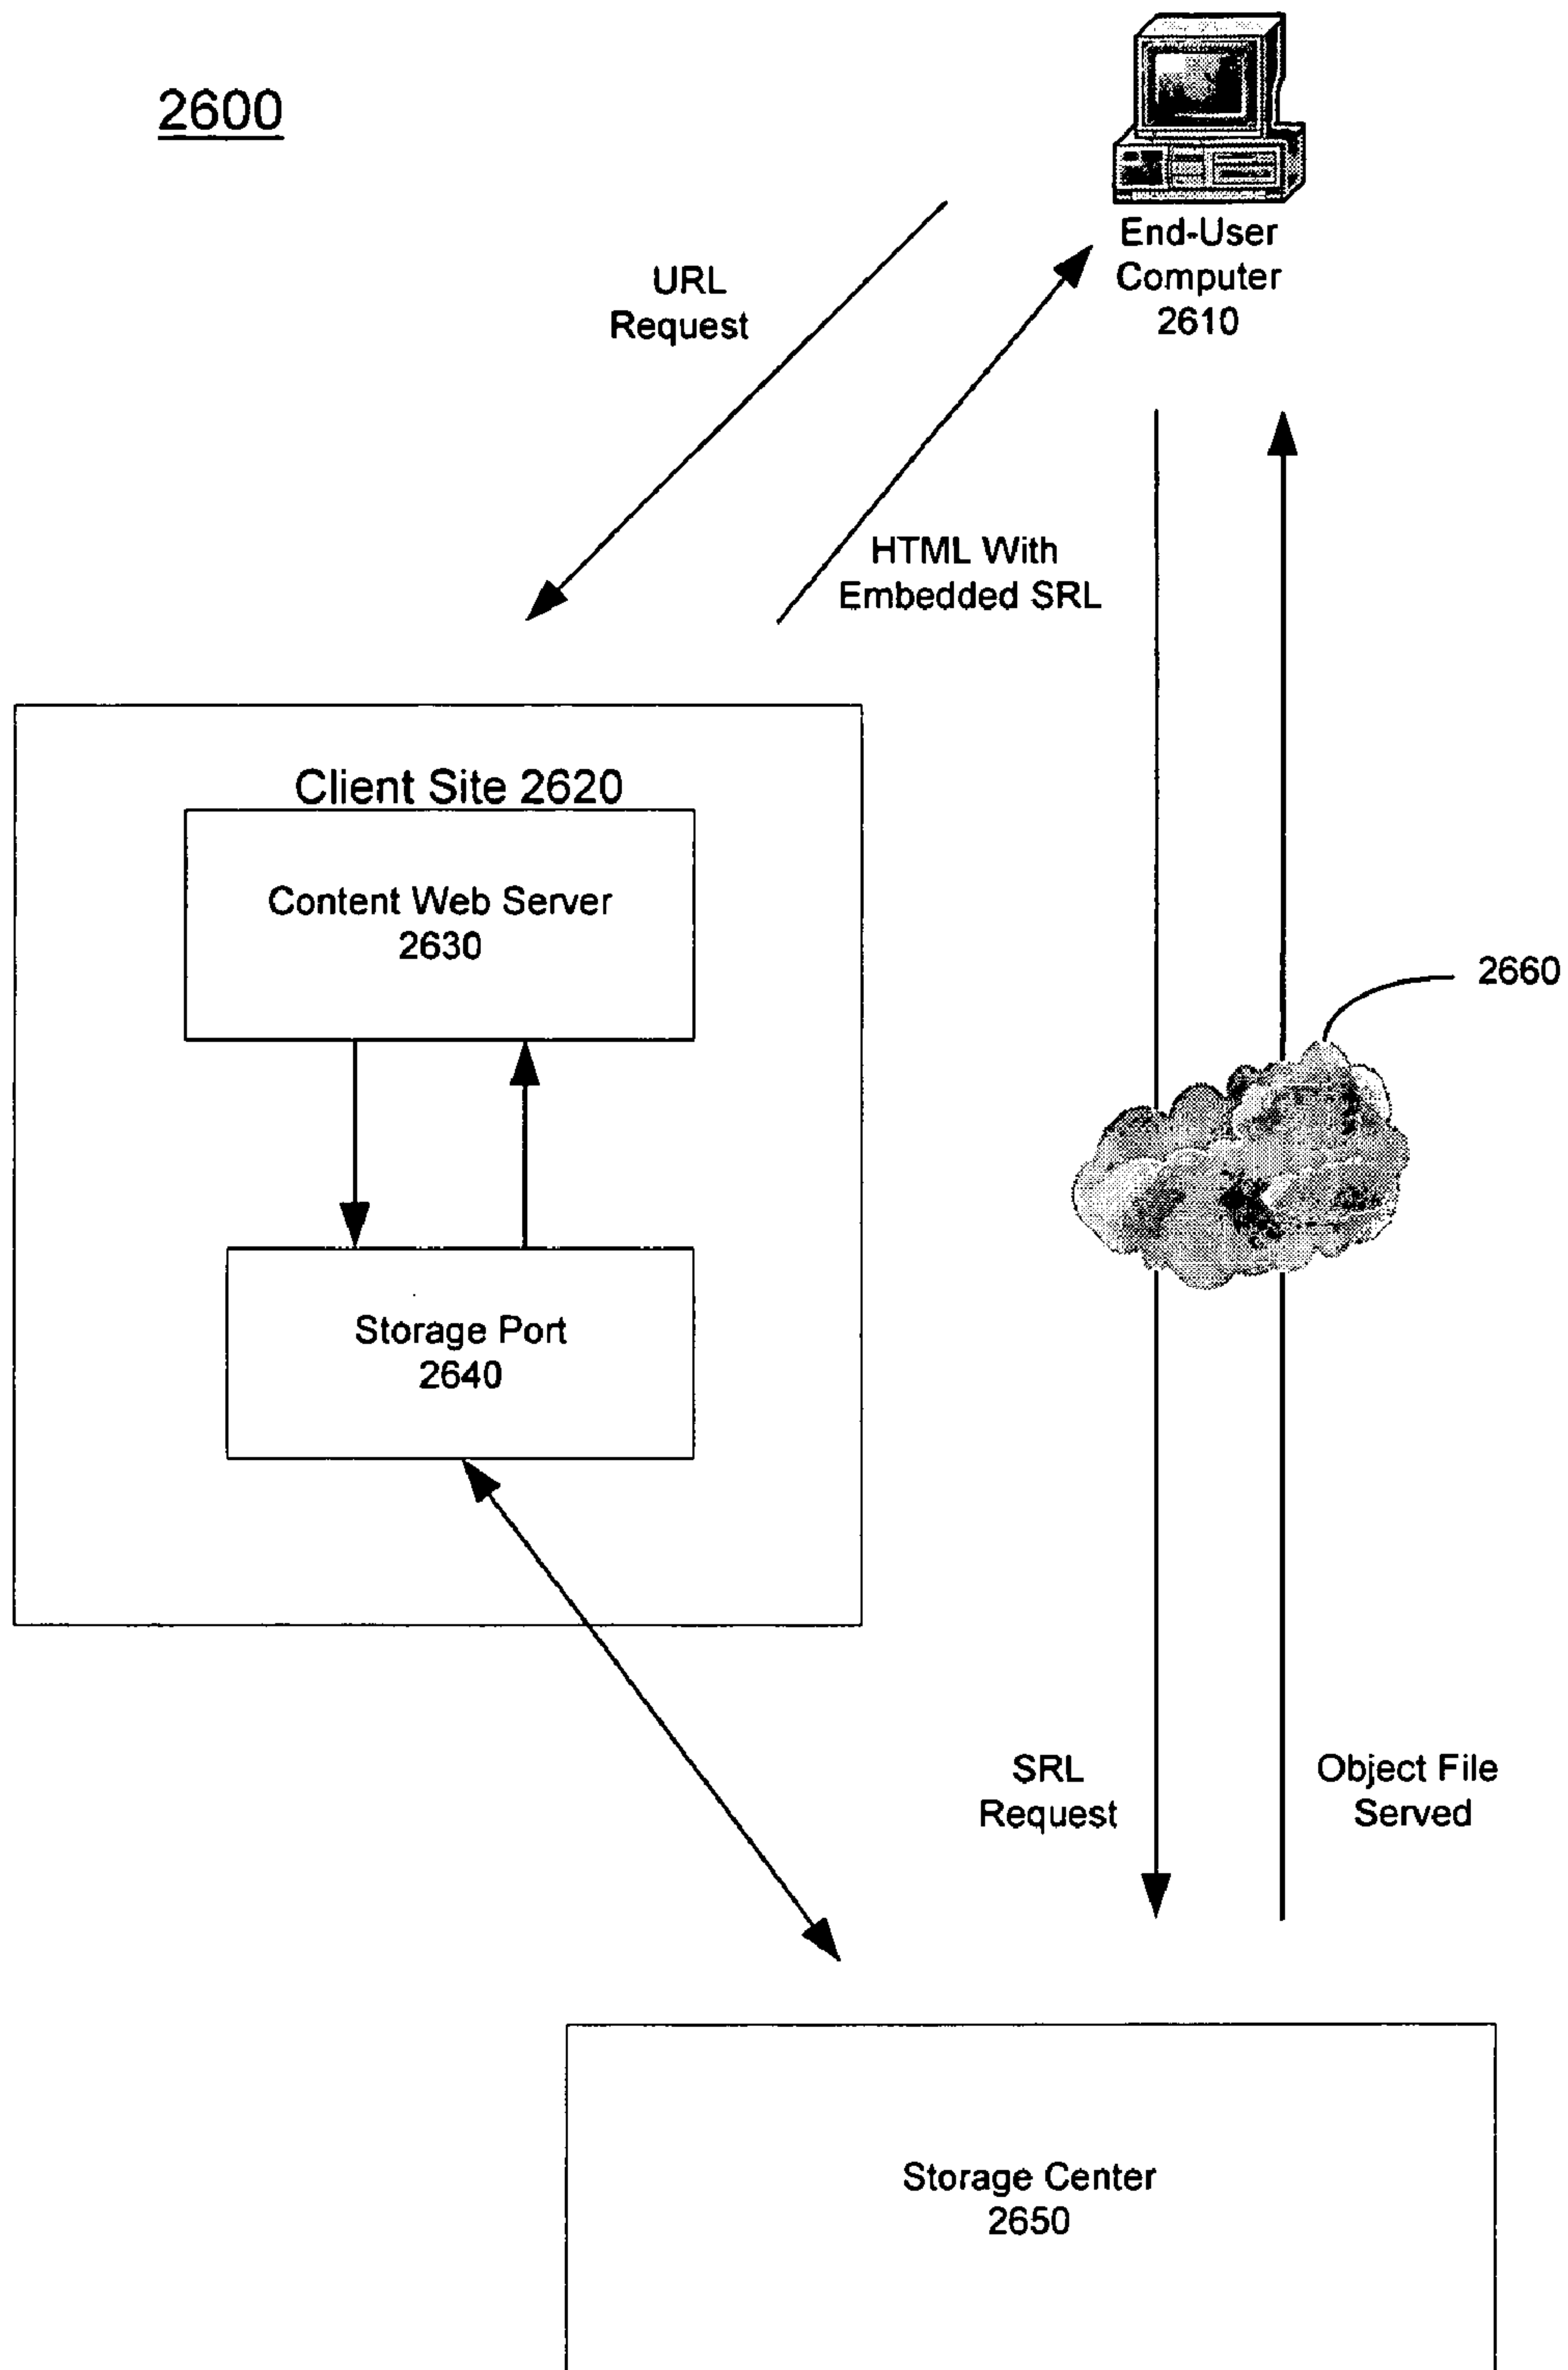 2600
End-User
Computer
2610
URL
Request
HTML With
Embedded SRL
Client Site 2620
Content Web Server
2630
2660
Storage Port
2640
SRL
Request
Object File
Served
Storage Center
2650